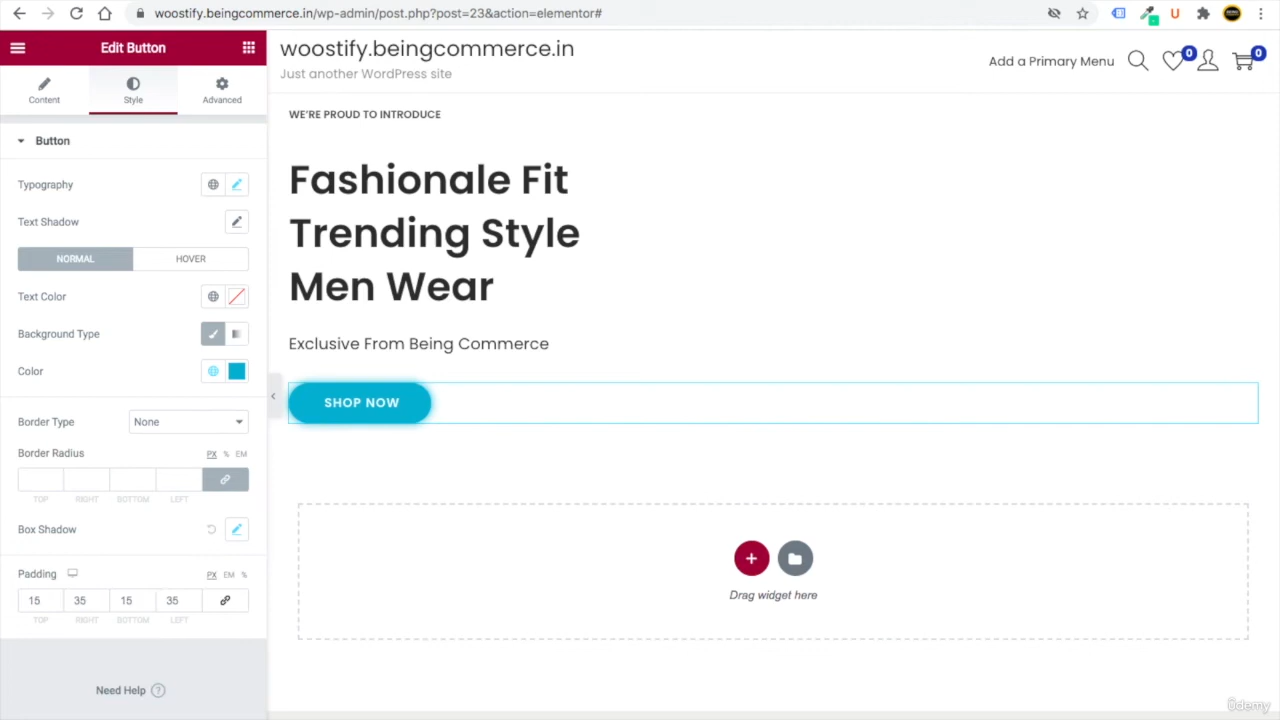 woostify.beingcommerce.in/wp-admin/post.php?post=23&action=elementor#
Edit Button
Content
Style
Advanced
Button
Typography
Text Shadow
NORMAL
HOVER
Text Color
Background Type
Color
Border Type
None
Border Radius
PX % EM
TOP RIGHT BOTTOM LEFT
Box Shadow
Padding
PX EM %
15 35 15 35
TOP RIGHT BOTTOM LEFT
Need Help ?
woostify.beingcommerce.in
Just another WordPress site
Add a Primary Menu
0
0
WE'RE PROUD TO INTRODUCE
Fashionale Fit
Trending Style
Men Wear
Exclusive From Being Commerce
SHOP NOW
Drag widget here
ûdemy